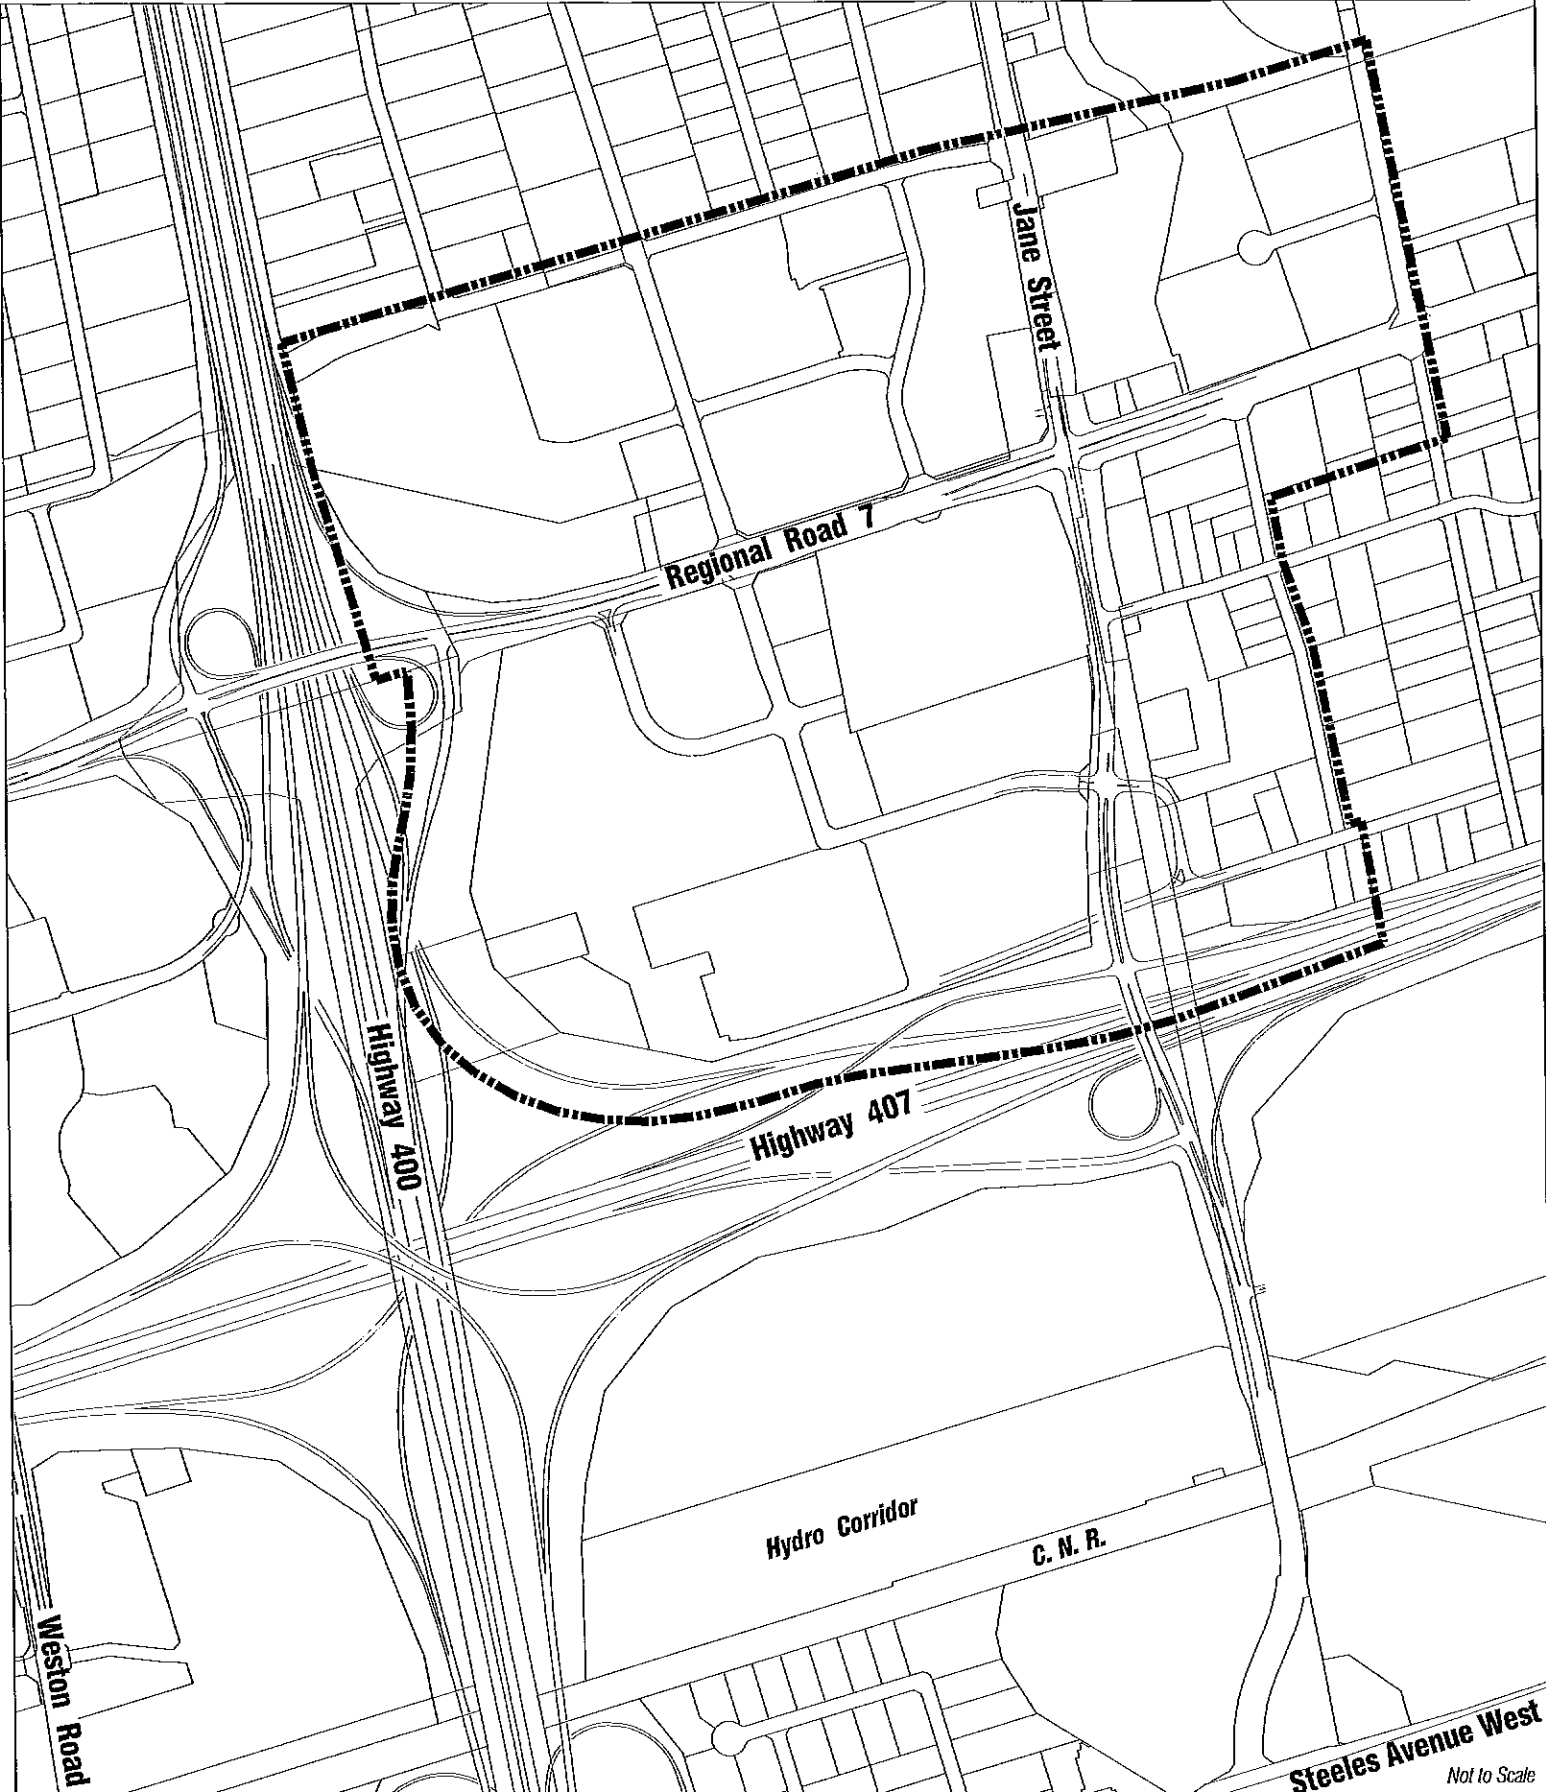 Jane Street
Regional Road 7
Highway 400
Highway 407
Hydro Corridor
C. N. R.
Weston Road
Steeles Avenue West
Not to Scale